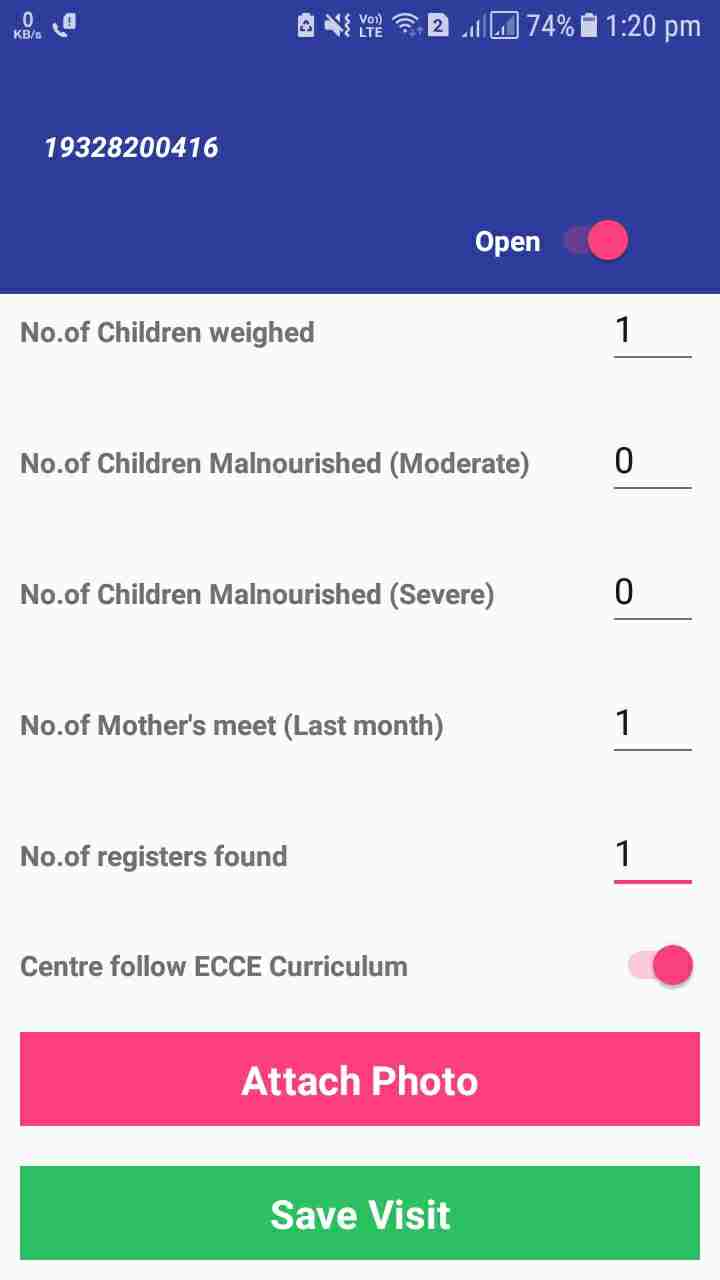 0 KB/s Vo)) LTE 2 74% 1:20 pm
19328200416
Open
No.of Children weighed 1
No.of Children Malnourished (Moderate) 0
No.of Children Malnourished (Severe) 0
No.of Mother's meet (Last month) 1
No.of registers found 1
Centre follow ECCE Curriculum
Attach Photo
Save Visit